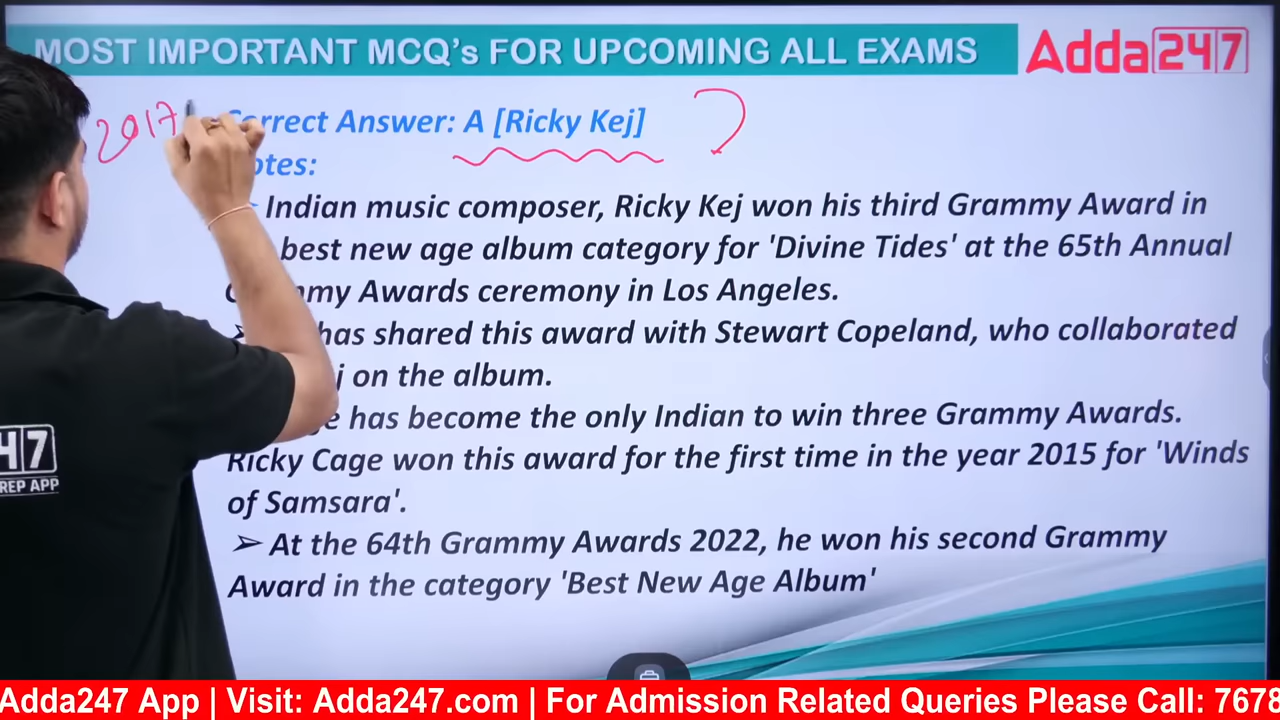 MOST IMPORTANT MCQ's FOR UPCOMING ALL EXAMS
Adda247
2017
Correct Answer: A [Ricky Kej]
otes:
Indian music composer, Ricky Kej won his third Grammy Award in
best new age album category for 'Divine Tides' at the 65th Annual
my Awards ceremony in Los Angeles.
has shared this award with Stewart Copeland, who collaborated
j on the album.
e has become the only Indian to win three Grammy Awards.
Ricky Cage won this award for the first time in the year 2015 for 'Winds
of Samsara'.
➢ At the 64th Grammy Awards 2022, he won his second Grammy
Award in the category 'Best New Age Album'
47
REP APP
Adda247 App | Visit: Adda247.com | For Admission Related Queries Please Call: 7678